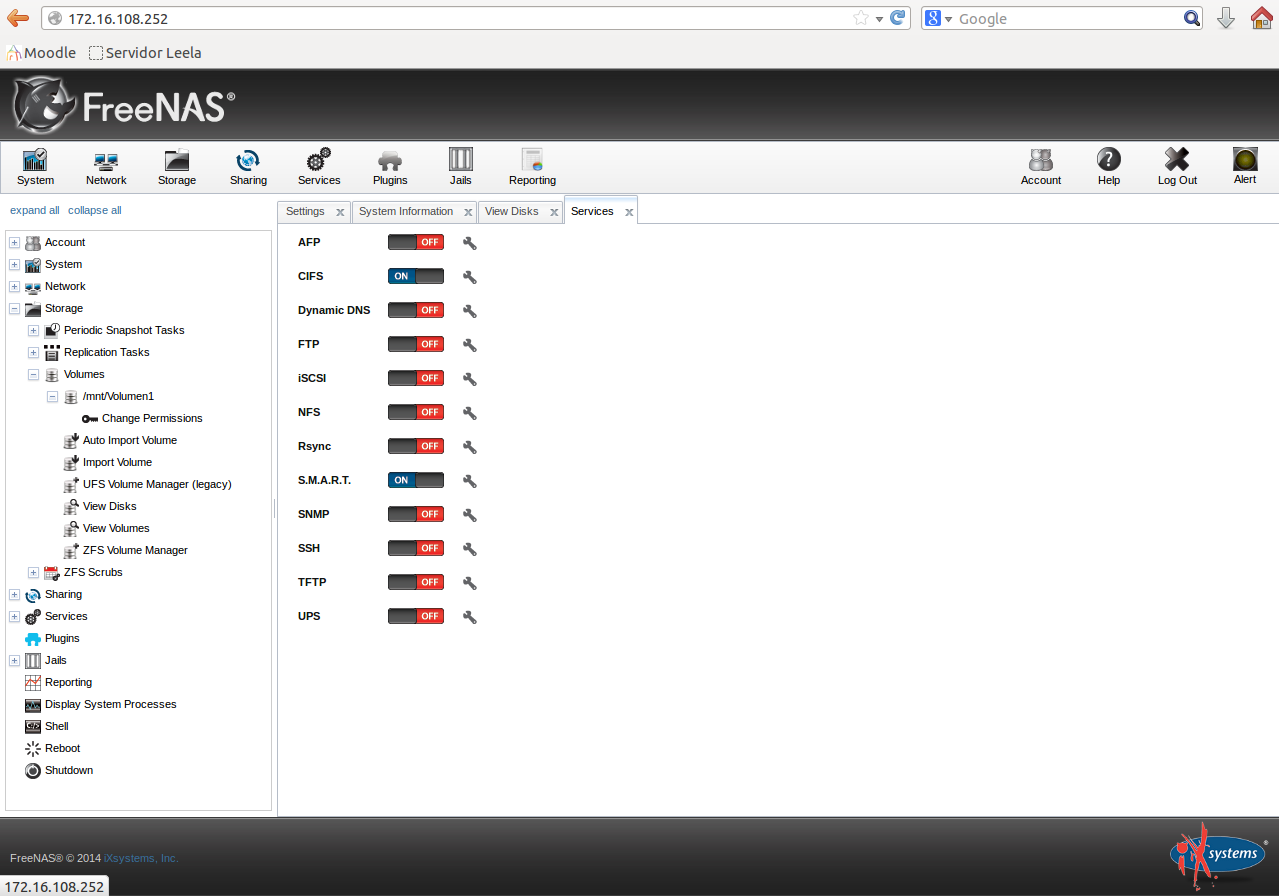 172.16.108.252
8 Google
Moodle Servidor Leela
FreeNAS®
System Network Storage Sharing Services Plugins Jails Reporting Account Help Log Out Alert
expand all collapse all
Settings x System Information x View Disks x Services x
Account
System
Network
Storage
Periodic Snapshot Tasks
Replication Tasks
Volumes
/mnt/Volumen1
Change Permissions
Auto Import Volume
Import Volume
UFS Volume Manager (legacy)
View Disks
View Volumes
ZFS Volume Manager
ZFS Scrubs
Sharing
Services
Plugins
Jails
Reporting
Display System Processes
Shell
Reboot
Shutdown
AFP OFF
CIFS ON
Dynamic DNS OFF
FTP OFF
iSCSI OFF
NFS OFF
Rsync OFF
S.M.A.R.T. ON
SNMP OFF
SSH OFF
TFTP OFF
UPS OFF
FreeNAS® © 2014 iXsystems, Inc.
iXsystems®
172.16.108.252